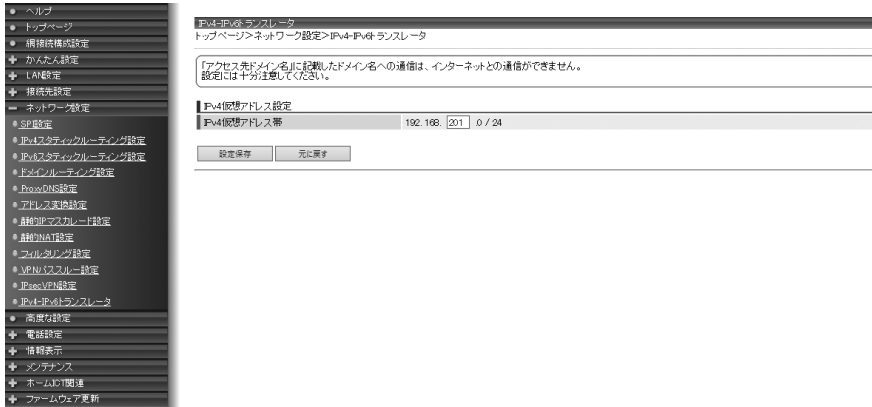 ヘルプ
トップページ
網接続構成設定
かんたん設定
LAN設定
接続先設定
ネットワーク設定
SPI設定
IPv4スタティックルーティング設定
IPv6スタティックルーティング設定
ドメインルーティング設定
ProxyDNS設定
アドレス変換設定
静的IPマスカレード設定
静的NAT設定
フィルタリング設定
VPNパススルー設定
IPsecVPN設定
IPv4-IPv6トランスレータ
高度な設定
電話設定
情報表示
メンテナンス
ホームICT関連
ファームウェア更新
IPv4-IPv6トランスレータ
トップページ>ネットワーク設定>IPv4-IPv6トランスレータ
「アクセス先ドメイン名」に記載したドメイン名への通信は、インターネットとの通信ができません。
設定には十分注意してください。
IPv4仮想アドレス設定
IPv4仮想アドレス帯 192.168. 201 .0 / 24
設定保存 元に戻す